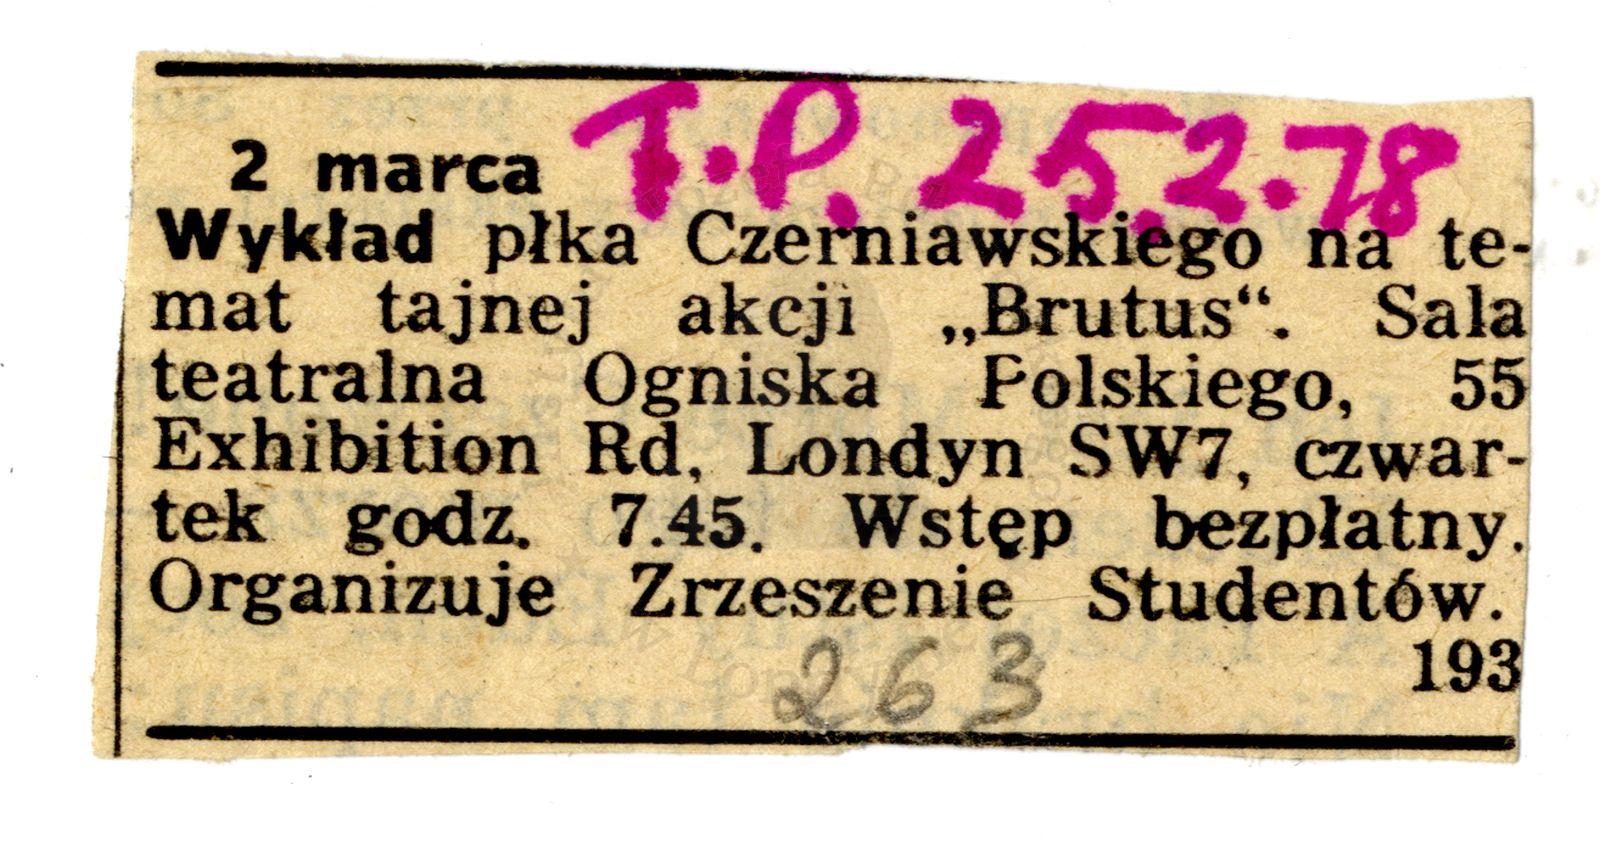 T.P. 25.2.78
2 marca
Wykład płka Czerniawskiego na te-
mat tajnej akcji „Brutus“. Sala
teatralna Ogniska Polskiego, 55
Exhibition Rd, Londyn SW7, czwar-
tek godz. 7.45. Wstęp bezpłatny.
Organizuje Zrzeszenie Studentów.
193
263